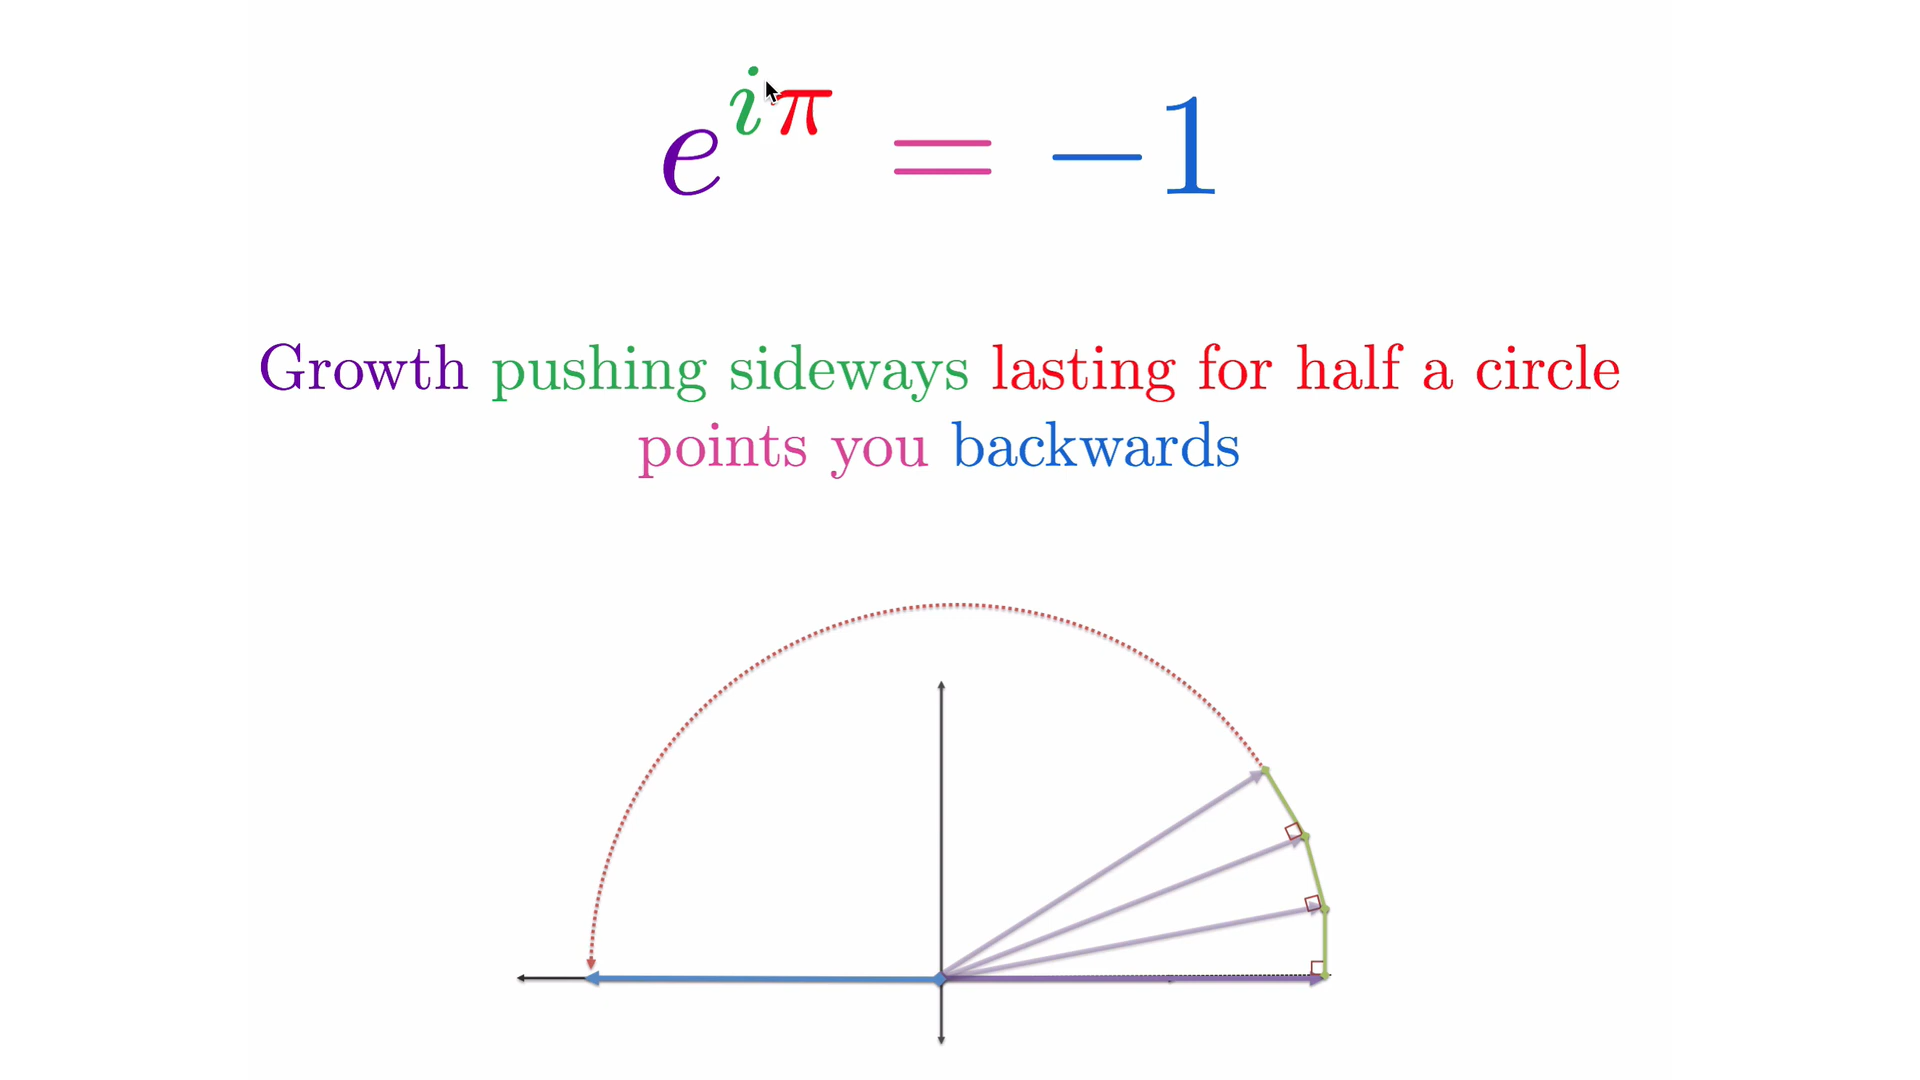 e^{iπ} = −1
Growth pushing sideways lasting for half a circle
points you backwards